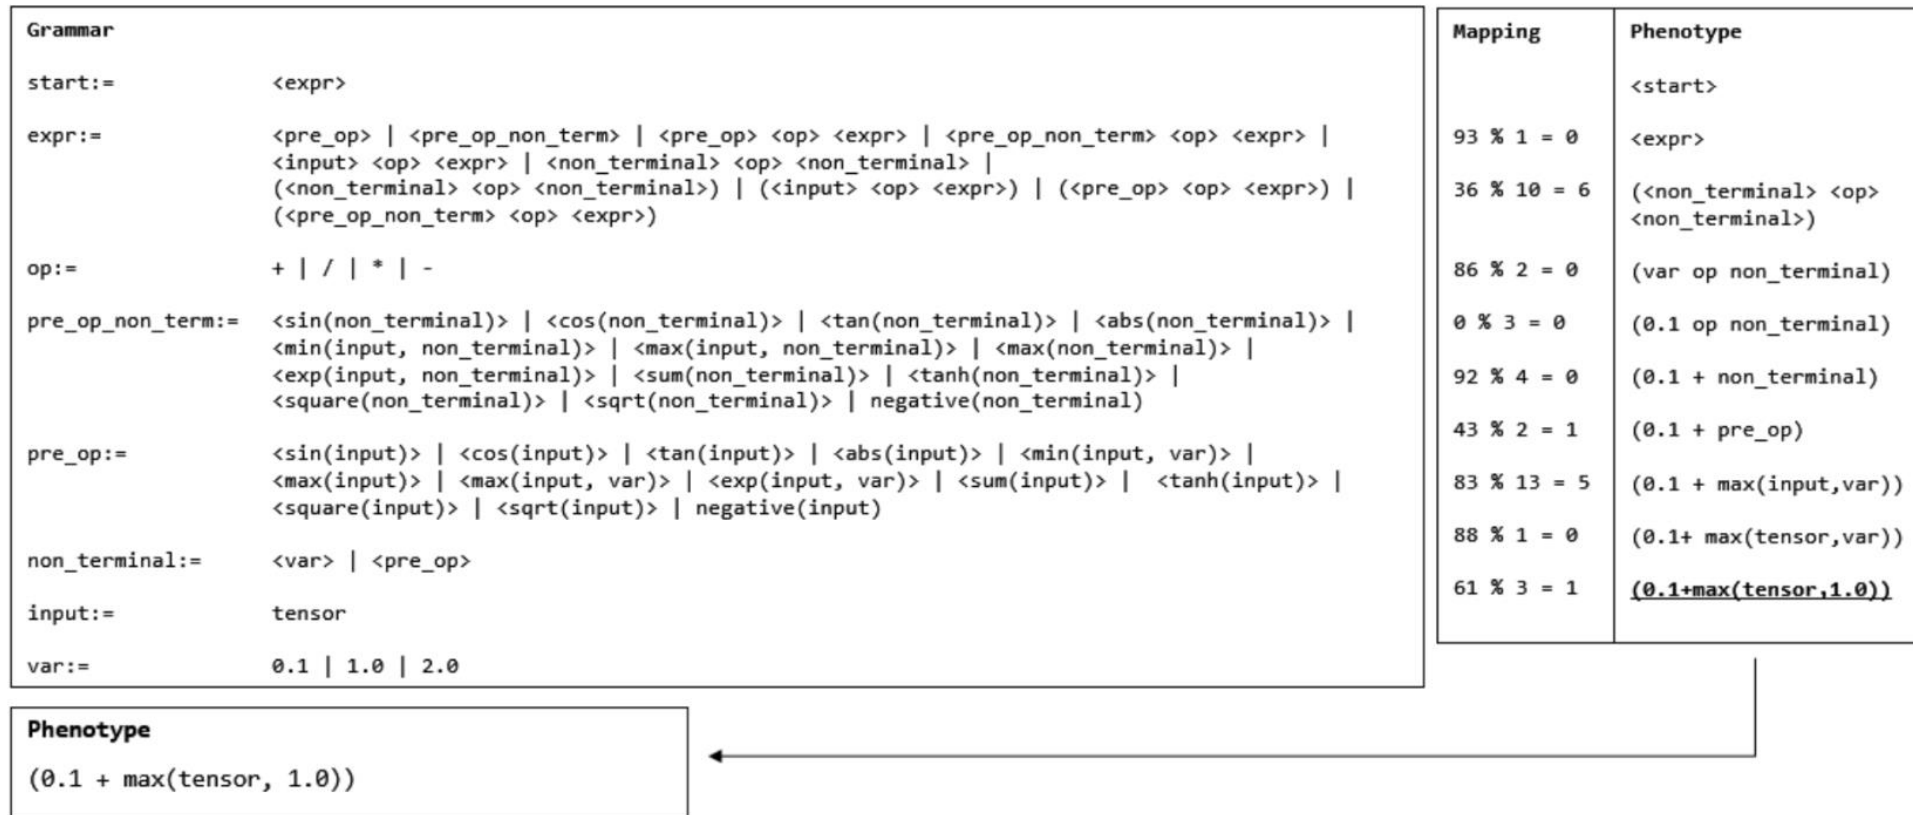 Grammar
start:= <expr>
expr:= <pre_op> | <pre_op_non_term> | <pre_op> <op> <expr> | <pre_op_non_term> <op> <expr> |
<input> <op> <expr> | <non_terminal> <op> <non_terminal> |
(<non_terminal> <op> <non_terminal>) | (<input> <op> <expr>) | (<pre_op> <op> <expr>) |
(<pre_op_non_term> <op> <expr>)
op:= + | / | * | -
pre_op_non_term:= <sin(non_terminal)> | <cos(non_terminal)> | <tan(non_terminal)> | <abs(non_terminal)> |
<min(input, non_terminal)> | <max(input, non_terminal)> | <max(non_terminal)> |
<exp(input, non_terminal)> | <sum(non_terminal)> | <tanh(non_terminal)> |
<square(non_terminal)> | <sqrt(non_terminal)> | negative(non_terminal)
pre_op:= <sin(input)> | <cos(input)> | <tan(input)> | <abs(input)> | <min(input, var)> |
<max(input)> | <max(input, var)> | <exp(input, var)> | <sum(input)> | <tanh(input)> |
<square(input)> | <sqrt(input)> | negative(input)
non_terminal:= <var> | <pre_op>
input:= tensor
var:= 0.1 | 1.0 | 2.0
Mapping Phenotype
<start>
93 % 1 = 0 <expr>
36 % 10 = 6 (<non_terminal> <op>
<non_terminal>)
86 % 2 = 0 (var op non_terminal)
0 % 3 = 0 (0.1 op non_terminal)
92 % 4 = 0 (0.1 + non_terminal)
43 % 2 = 1 (0.1 + pre_op)
83 % 13 = 5 (0.1 + max(input,var))
88 % 1 = 0 (0.1+ max(tensor,var))
61 % 3 = 1 (0.1+max(tensor,1.0))
Phenotype
(0.1 + max(tensor, 1.0))